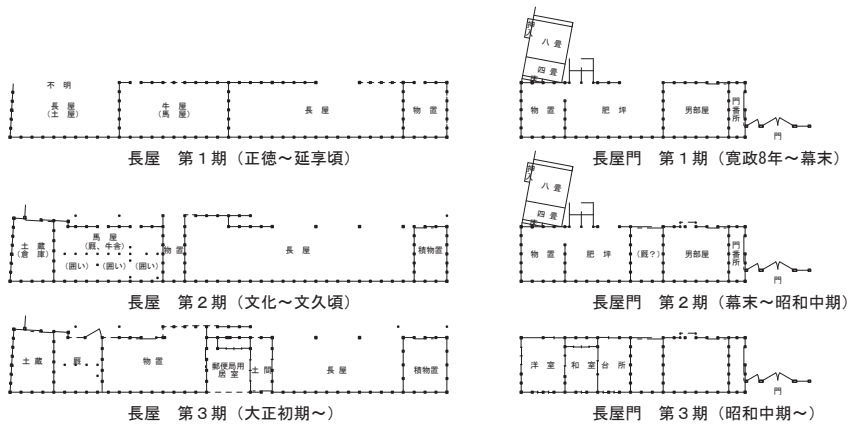 不 明
長 屋
(土 屋)
牛 屋
(馬 屋)
長 屋
物 置
長屋 第1期(正徳~延享頃)
押入
八 畳
四 畳
物 置
肥 坪
男部屋
門番所
門
長屋門 第1期(寛政8年~幕末)
土 蔵
(倉 庫)
馬 屋
(厩、牛舎)
(囲い)
(囲い)
(囲い)
物置
長 屋
積物置
長屋 第2期(文化~文久頃)
押入
八 畳
四 畳
物 置
肥 坪
(厩?)
男部屋
門番所
門
長屋門 第2期(幕末~昭和中期)
土 蔵
厩
物 置
郵便局用
居室
土 間
長 屋
積物置
長屋 第3期(大正初期~)
洋 室
和 室
台 所
門
長屋門 第3期(昭和中期~)